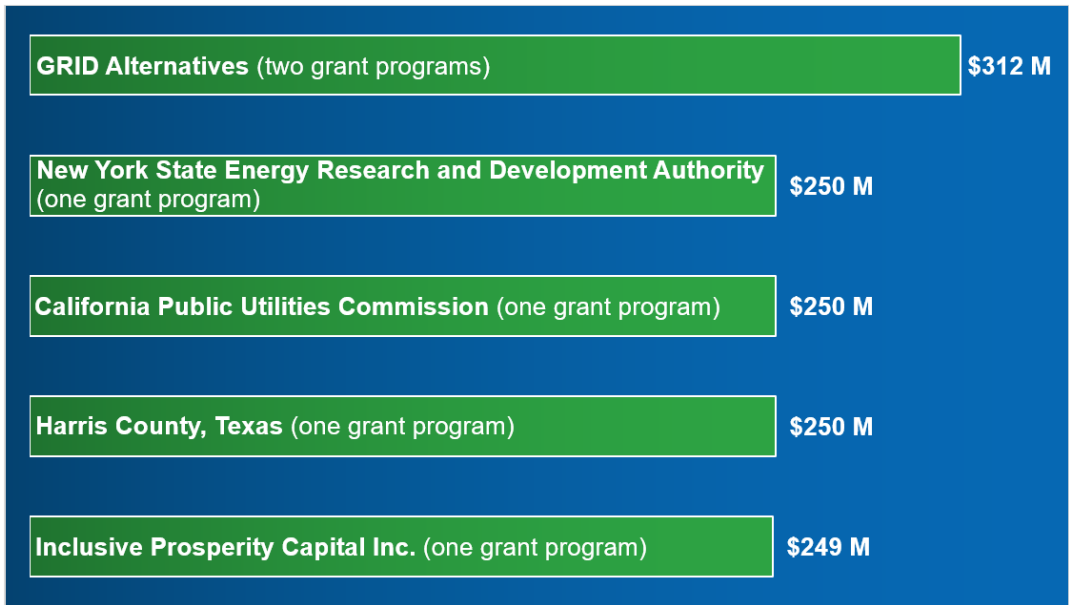 GRID Alternatives (two grant programs) $312 M
New York State Energy Research and Development Authority
(one grant program) $250 M
California Public Utilities Commission (one grant program) $250 M
Harris County, Texas (one grant program) $250 M
Inclusive Prosperity Capital Inc. (one grant program) $249 M